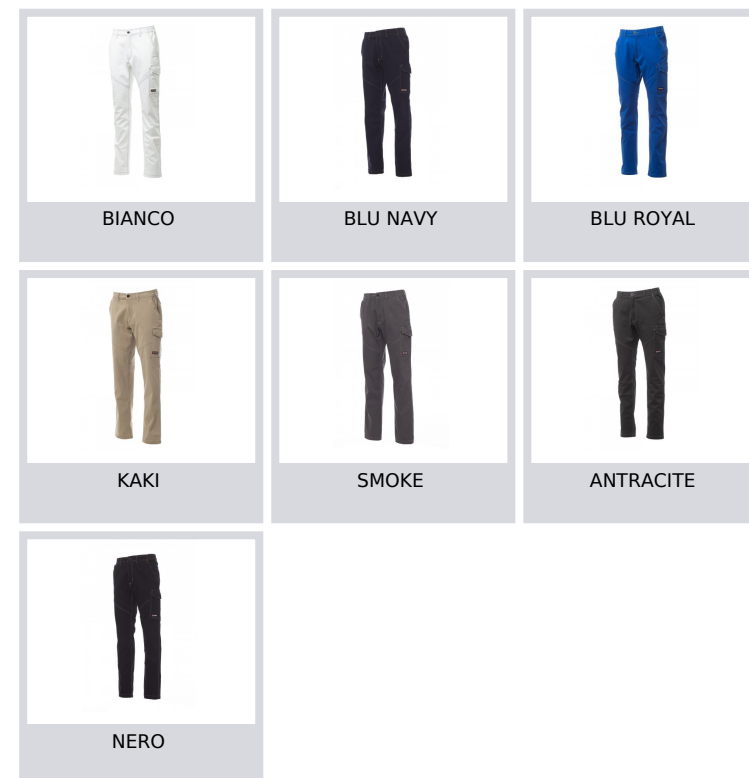 BIANCO
BLU NAVY
BLU ROYAL
KAKI
SMOKE
ANTRACITE
NERO